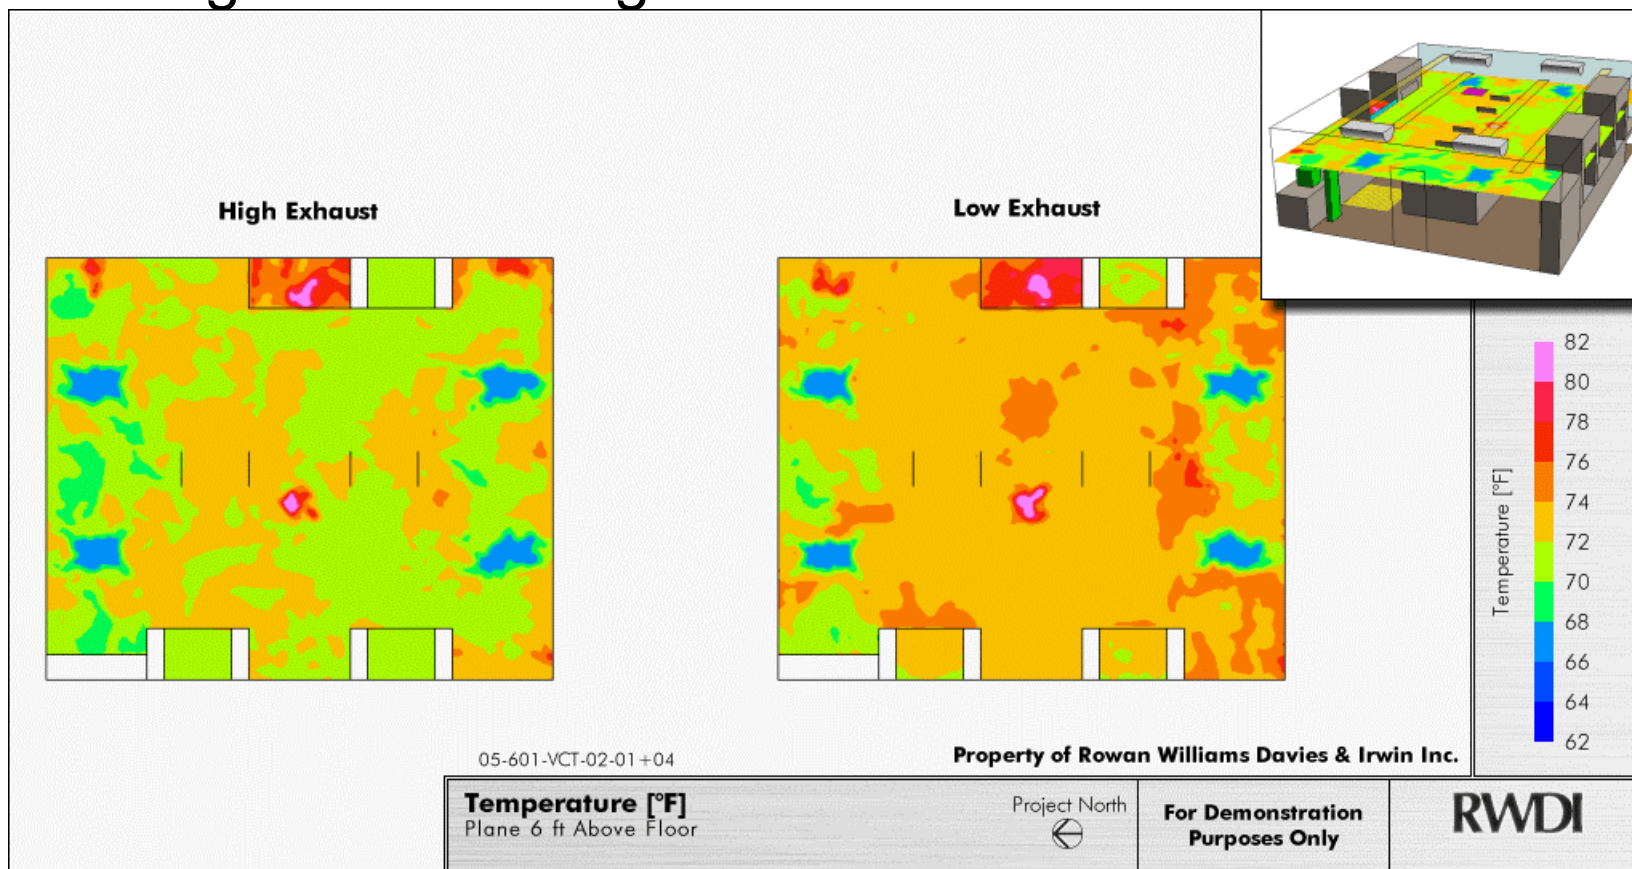 High Exhaust
Low Exhaust
82
80
78
76
74
72
70
68
66
64
62
Temperature [°F]
05-601-VCT-02-01+04
Property of Rowan Williams Davies & Irwin Inc.
Temperature [°F]
Plane 6 ft Above Floor
Project North
For Demonstration
Purposes Only
RWDI